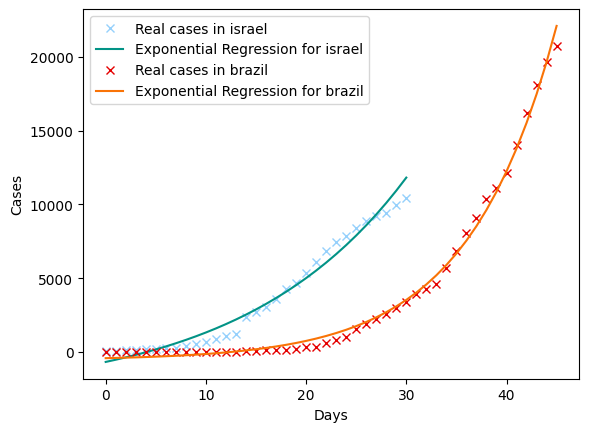 Real cases in israel
Exponential Regression for israel
Real cases in brazil
Exponential Regression for brazil
20000
15000
10000
5000
0
Cases
0 10 20 30 40
Days